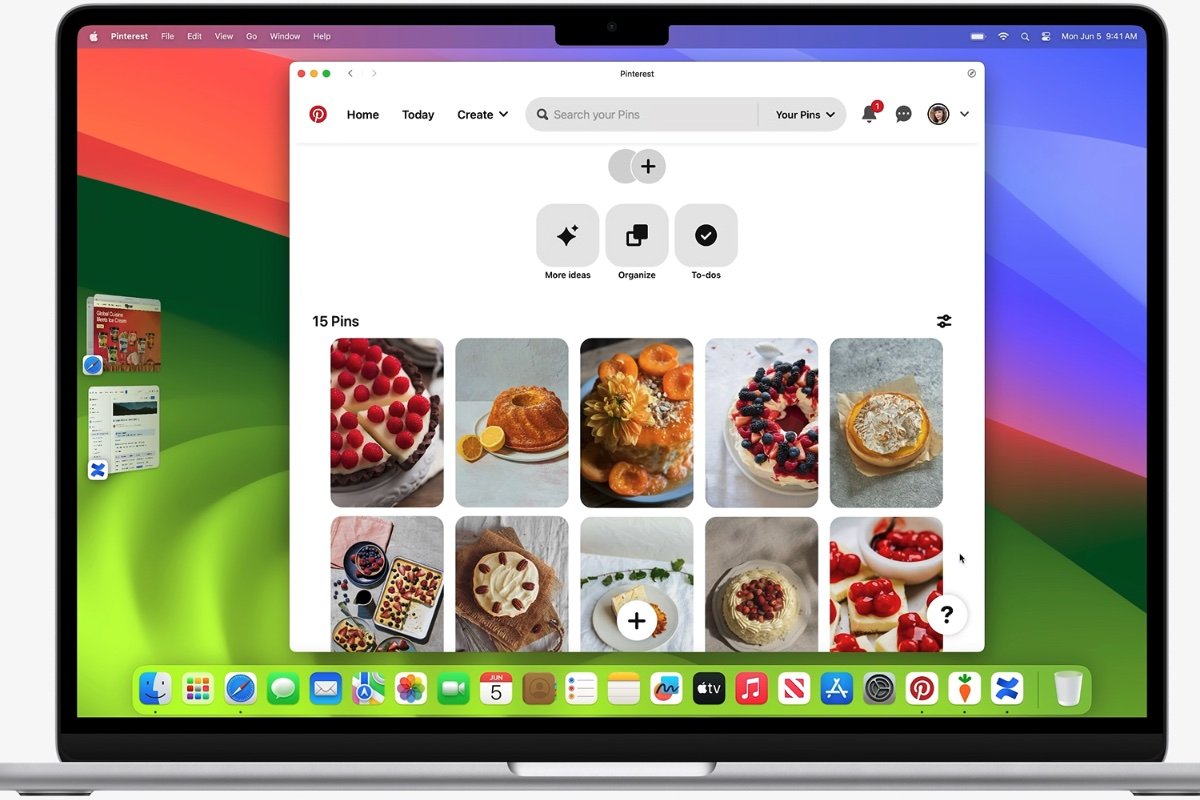 Pinterest File Edit View Go Window Help
Mon Jun 5 9:41 AM
Pinterest
Home Today Create
Search your Pins
Your Pins
1
More ideas Organize To-dos
15 Pins
Global Cuisine
Meets Ice Cream
?
JUN
5
tv